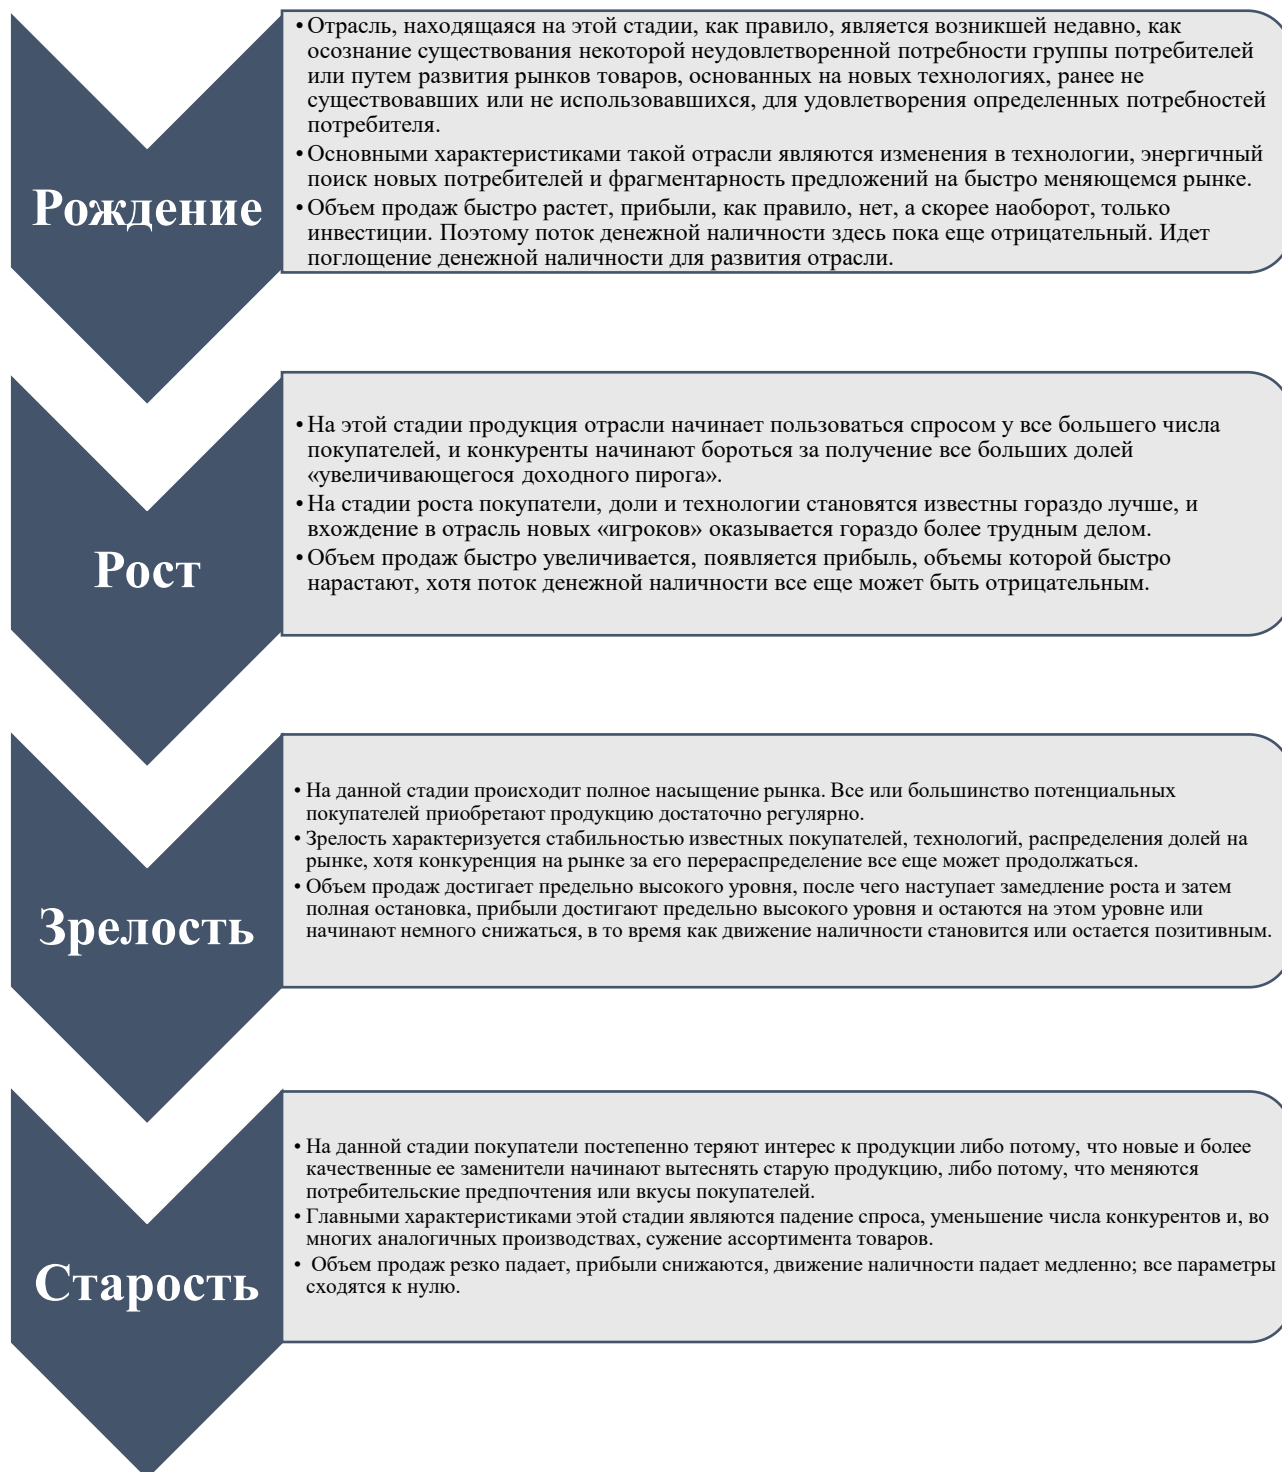 Рождение
• Отрасль, находящаяся на этой стадии, как правило, является возникшей недавно, как
осознание существования некоторой неудовлетворенной потребности группы потребителей
или путем развития рынков товаров, основанных на новых технологиях, ранее не
существовавших или не использовавшихся, для удовлетворения определенных потребностей
потребителя.
• Основными характеристиками такой отрасли являются изменения в технологии, энергичный
поиск новых потребителей и фрагментарность предложений на быстро меняющемся рынке.
• Объем продаж быстро растет, прибыли, как правило, нет, а скорее наоборот, только
инвестиции. Поэтому поток денежной наличности здесь пока еще отрицательный. Идет
поглощение денежной наличности для развития отрасли.
Рост
• На этой стадии продукция отрасли начинает пользоваться спросом у все большего числа
покупателей, и конкуренты начинают бороться за получение все больших долей
«увеличивающегося доходного пирога».
• На стадии роста покупатели, доли и технологии становятся известны гораздо лучше, и
вхождение в отрасль новых «игроков» оказывается гораздо более трудным делом.
• Объем продаж быстро увеличивается, появляется прибыль, объемы которой быстро
нарастают, хотя поток денежной наличности все еще может быть отрицательным.
Зрелость
• На данной стадии происходит полное насыщение рынка. Все или большинство потенциальных
покупателей приобретают продукцию достаточно регулярно.
• Зрелость характеризуется стабильностью известных покупателей, технологий, распределения долей на
рынке, хотя конкуренция на рынке за его перераспределение все еще может продолжаться.
• Объем продаж достигает предельно высокого уровня, после чего наступает замедление роста и затем
полная остановка, прибыли достигают предельно высокого уровня и остаются на этом уровне или
начинают немного снижаться, в то время как движение наличности становится или остается позитивным.
Старость
• На данной стадии покупатели постепенно теряют интерес к продукции либо потому, что новые и более
качественные ее заменители начинают вытеснять старую продукцию, либо потому, что меняются
потребительские предпочтения или вкусы покупателей.
• Главными характеристиками этой стадии являются падение спроса, уменьшение числа конкурентов и, во
многих аналогичных производствах, сужение ассортимента товаров.
• Объем продаж резко падает, прибыли снижаются, движение наличности падает медленно; все параметры
сходятся к нулю.